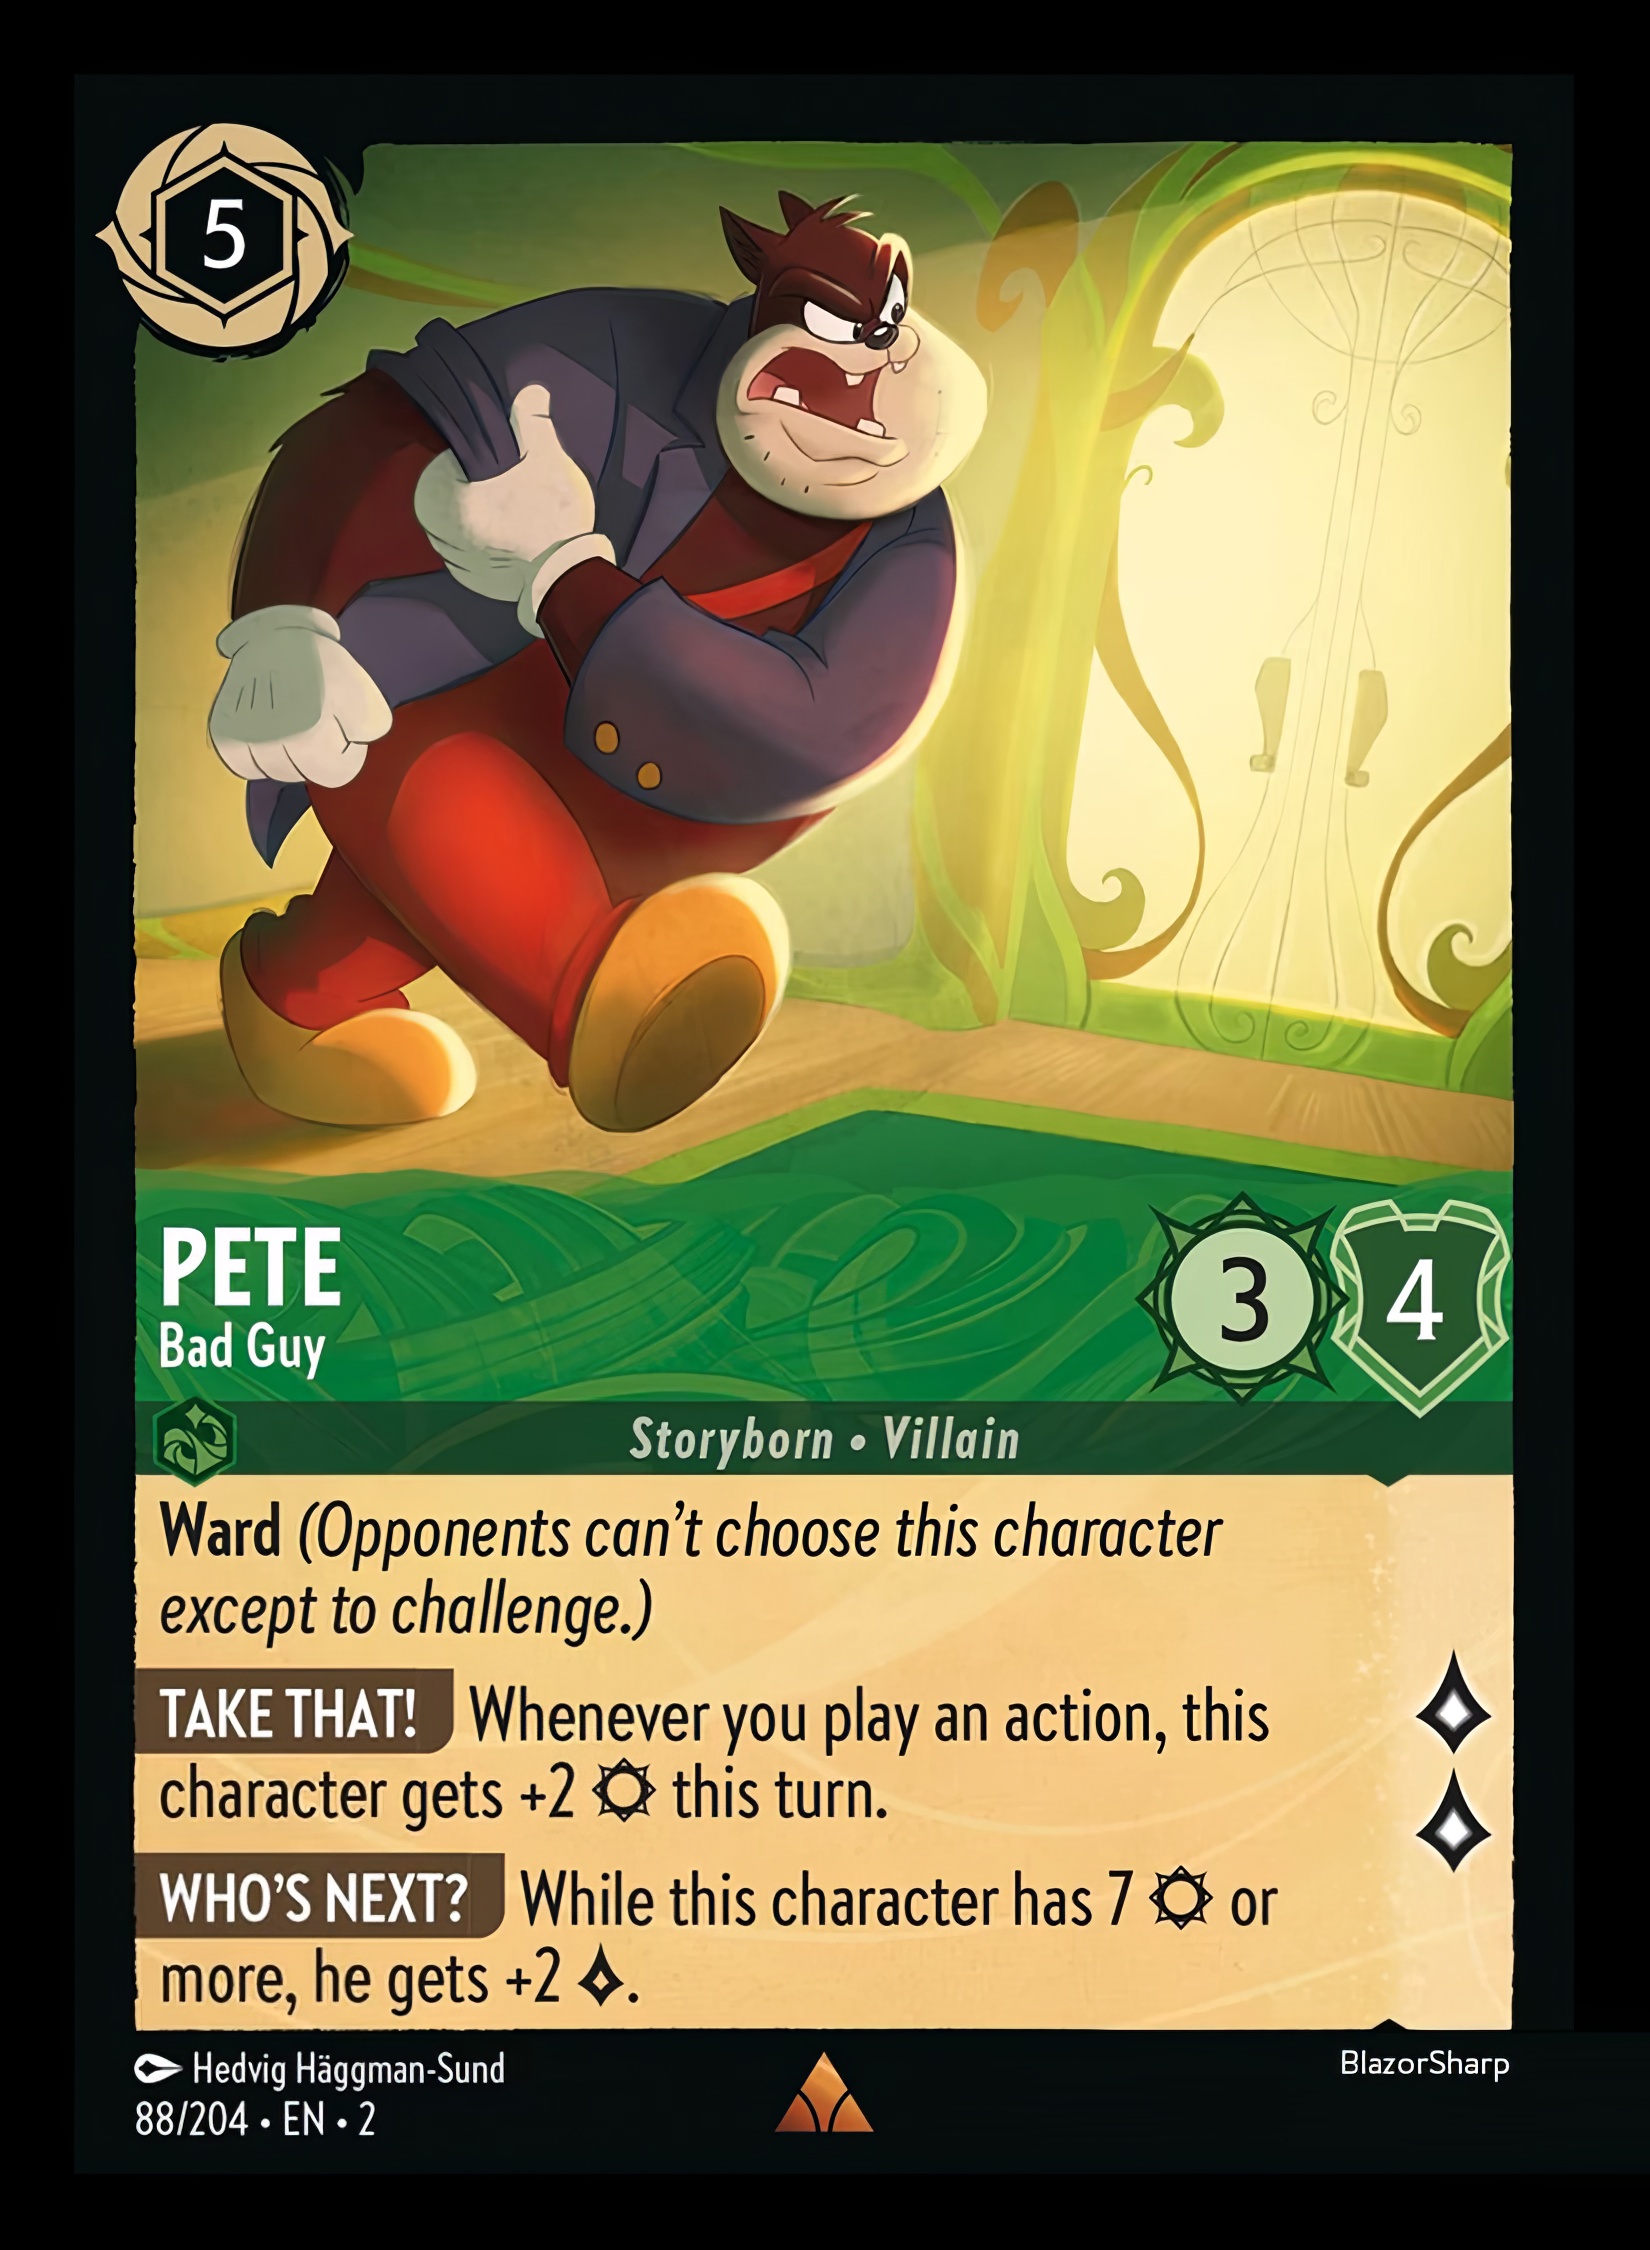 5
PETE
Bad Guy
3
4
Storyborn • Villain
Ward (Opponents can't choose this character
except to challenge.)
TAKE THAT! Whenever you play an action, this
character gets +2 this turn.
WHO'S NEXT? While this character has 7 or
more, he gets +2 .
Hedvig Häggman-Sund
BlazorSharp
88/204 • EN • 2